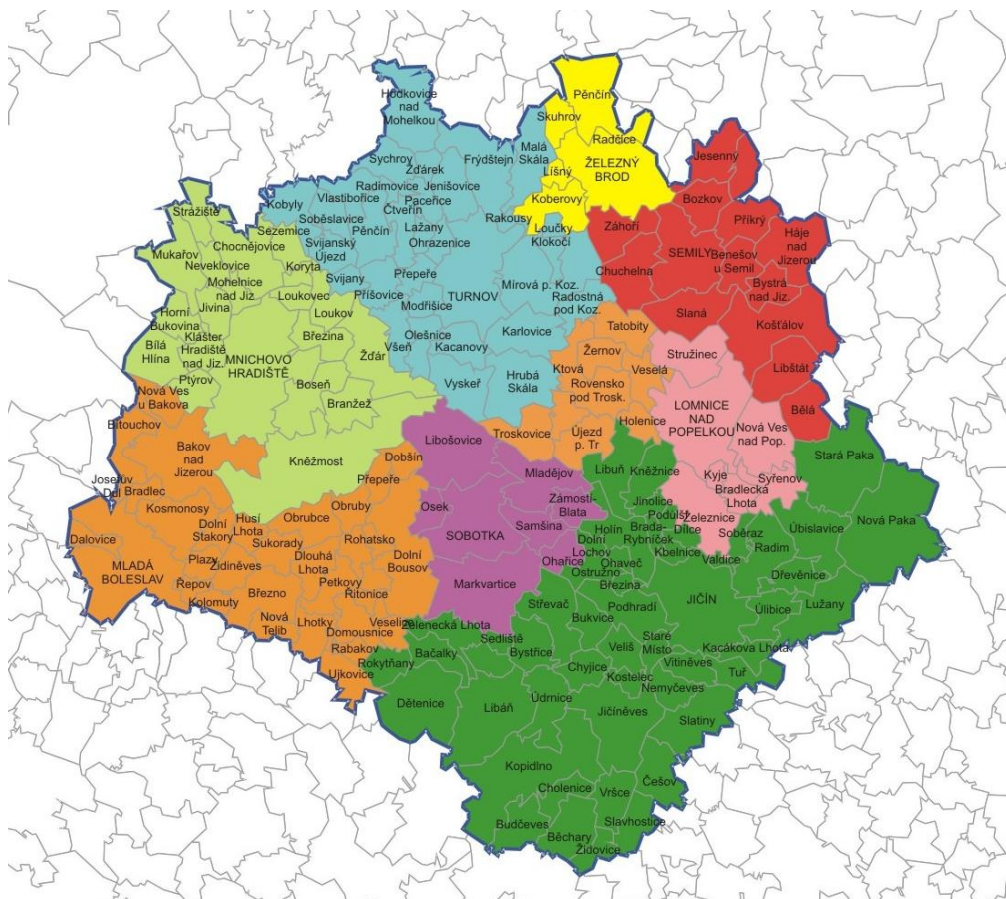 Hodkovice
nad
Mohelkou
Pěnčín
Skuhrov
Radčice
Malá
Skála
ŽELEZNÝ
BROD
Jesenný
Sychrov
Žďárek
Frýdštejn
Líšný
Radimovice
Jenišovice
Vlastibořice
Paceřice
Koberovy
Bozkov
Strážiště
Kobyly
Čtveřín
Soběslavice
Rakousy
Loučky
Záhoří
Příkrý
Háje
nad
Jizerou
Sezemice
Pěnčín
Lažany
Klokočí
Mukařov
Chocnějovice
Svijanský
Újezd
Ohrazenice
SEMILY
Benešov
u Semil
Neveklovice
Koryta
Svijany
Přepeře
Chuchelna
Mohelnice
nad Jiz.
Mírová p. Koz.
Bystrá
nad Jiz.
Loukovec
Příšovice
TURNOV
Jivina
Modřišice
Radostná
pod Koz.
Horní
Bukovina
Loukov
Slaná
Karlovice
Tatobity
Košťálov
Klášter
Hradiště
nad Jiz.
Březina
Olešnice
Bílá
Hlína
Všeň
Kacanovy
Žernov
Stružinec
MNICHOVO
HRADIŠTĚ
Žďár
Libštát
Ktová
Veselá
Ptýrov
Boseň
Vyskeř
Hrubá
Skála
Rovensko
pod Trosk.
Nová Ves
u Bakova
Branžež
LOMNICE
NAD
POPELKOU
Bělá
Bítouchov
Holenice
Nová Ves
nad Pop.
Troskovice
Újezd
p. Tr
Bakov
nad
Jizerou
Libošovice
Dobšín
Stará Paka
Kněžmost
Libuň
Kněžnice
Mladějov
Josefův
Důl
Bradlec
Přepeře
Kyje
Syřenov
Bradlecká
Lhota
Jinolice
Zámostí-
Blata
Kosmonosy
Obruby
Osek
Podůlší
Železnice
Nová Paka
Dolní
Stakory
Husí
Lhota
Obrubce
Samšina
Holín
Brada-
Rybníček
Dílce
Soběraz
Úbislavice
Dalovice
Sukorady
Rohatsko
SOBOTKA
Dolní
Lochov
Radim
Kbelnice
Valdice
MLADÁ
BOLESLAV
Plazy
Židněves
Dlouhá
Lhota
Dolní
Bousov
Ohařice
Ohaveč
Ostružno
Dřevěnice
Řepov
Petkovy
Markvartice
Březina
JIČÍN
Kolomuty
Březno
Řitonice
Střevač
Podhradí
Úlibice
Lužany
Nová
Telib
Lhotky
Veselice
Bukvice
Domousnice
Zelenecká Lhota
Sedliště
Staré
Místo
Rabakov
Bačalky
Bystřice
Veliš
Kacákova Lhota
Rokytňany
Chyjice
Vitiněves
Ujkovice
Kostelec
Tuř
Nemyčeves
Dětenice
Libáň
Údrnice
Jičíněves
Slatiny
Kopidlno
Češov
Cholenice
Vršce
Budčeves
Slavhostice
Běchary
Židovice